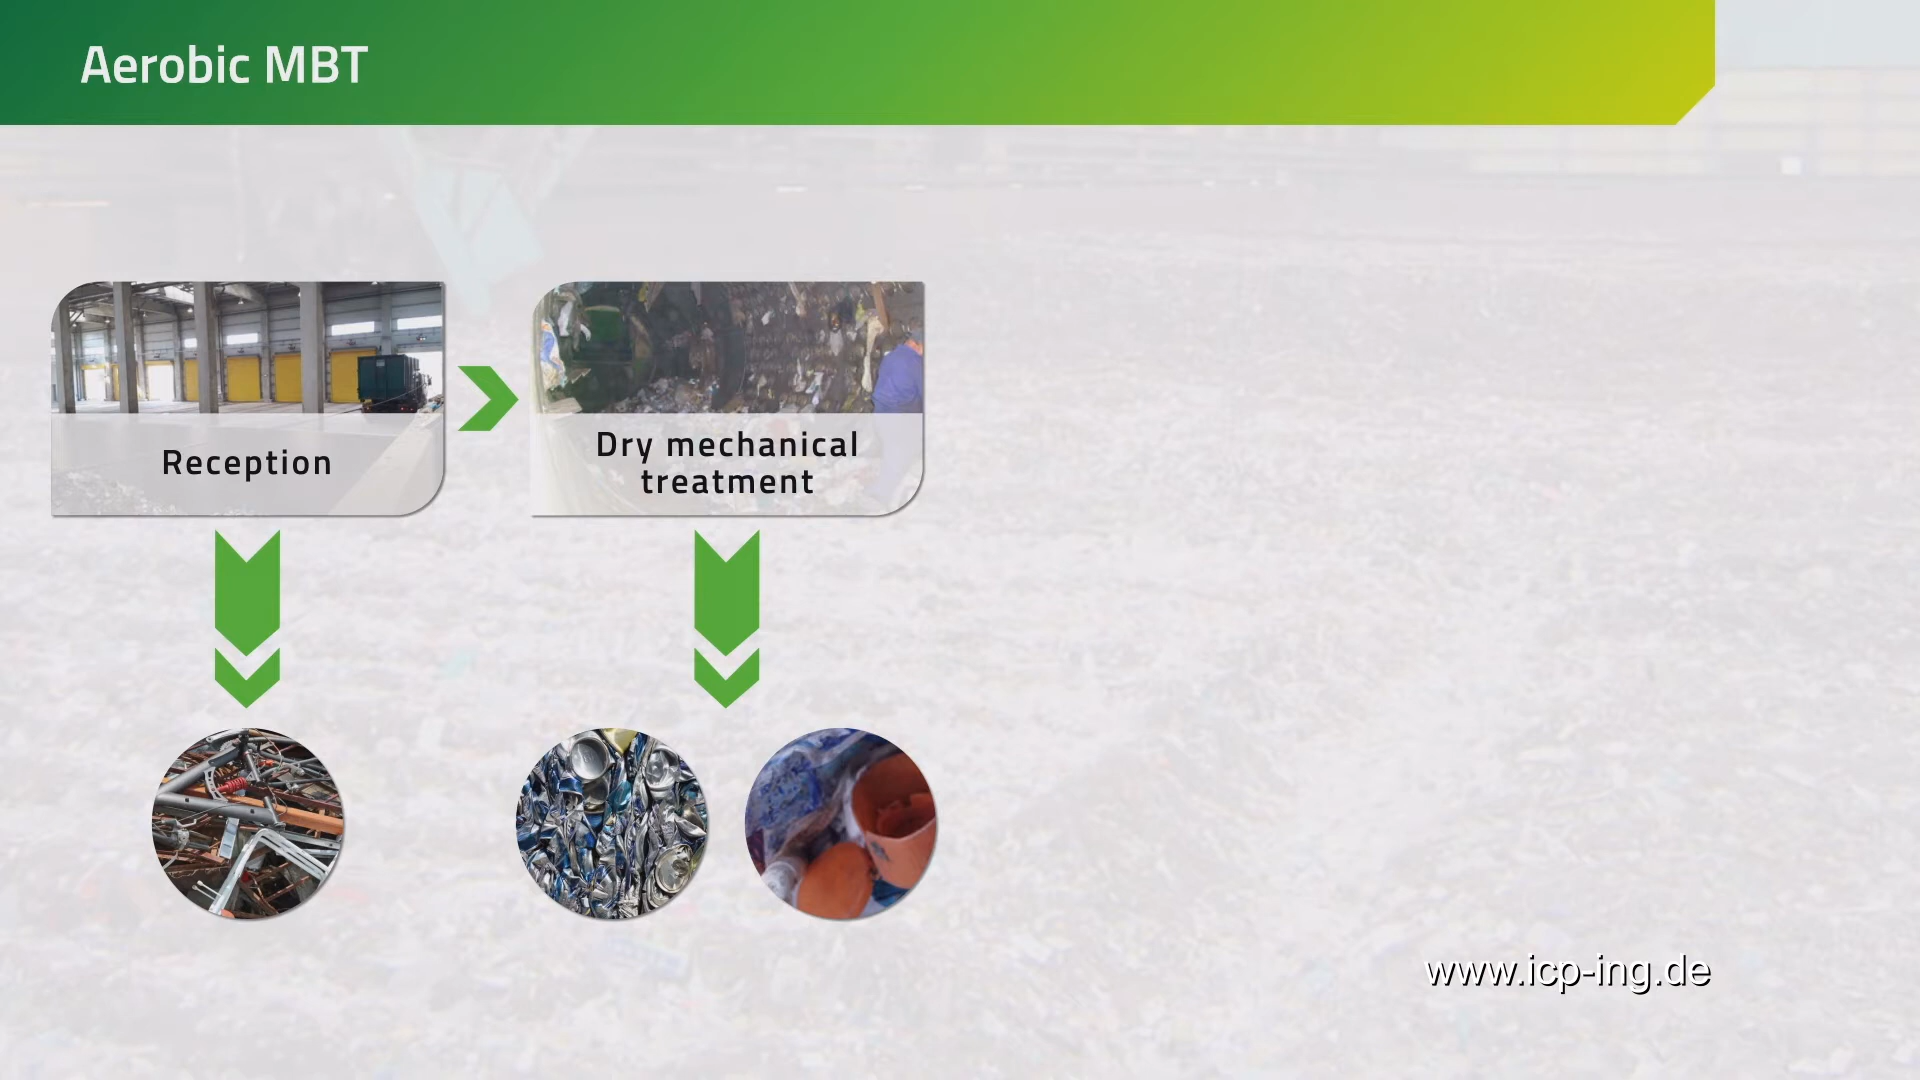 Aerobic MBT
Reception
Dry mechanical
treatment
www.icp-ing.de